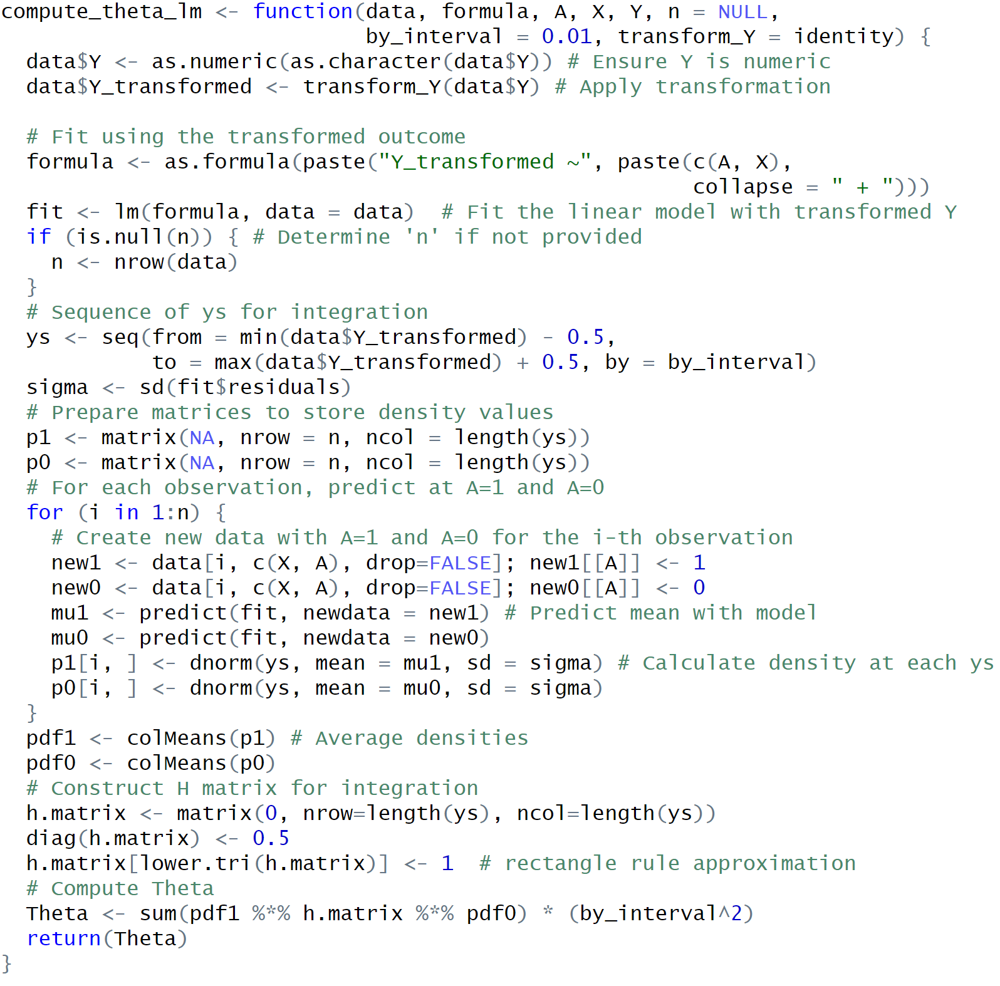 compute_theta_lm <- function(data, formula, A, X, Y, n = NULL,
                             by_interval = 0.01, transform_Y = identity) {
  data$Y <- as.numeric(as.character(data$Y)) # Ensure Y is numeric
  data$Y_transformed <- transform_Y(data$Y) # Apply transformation

  # Fit using the transformed outcome
  formula <- as.formula(paste("Y_transformed ~", paste(c(A, X),
                                                       collapse = " + ")))
  fit <- lm(formula, data = data)  # Fit the linear model with transformed Y
  if (is.null(n)) { # Determine 'n' if not provided
    n <- nrow(data)
  }
  # Sequence of ys for integration
  ys <- seq(from = min(data$Y_transformed) - 0.5,
            to = max(data$Y_transformed) + 0.5, by = by_interval)
  sigma <- sd(fit$residuals)
  # Prepare matrices to store density values
  p1 <- matrix(NA, nrow = n, ncol = length(ys))
  p0 <- matrix(NA, nrow = n, ncol = length(ys))
  # For each observation, predict at A=1 and A=0
  for (i in 1:n) {
    # Create new data with A=1 and A=0 for the i-th observation
    new1 <- data[i, c(X, A), drop=FALSE]; new1[[A]] <- 1
    new0 <- data[i, c(X, A), drop=FALSE]; new0[[A]] <- 0
    mu1 <- predict(fit, newdata = new1) # Predict mean with model
    mu0 <- predict(fit, newdata = new0)
    p1[i, ] <- dnorm(ys, mean = mu1, sd = sigma) # Calculate density at each ys
    p0[i, ] <- dnorm(ys, mean = mu0, sd = sigma)
  }
  pdf1 <- colMeans(p1) # Average densities
  pdf0 <- colMeans(p0)
  # Construct H matrix for integration
  h.matrix <- matrix(0, nrow=length(ys), ncol=length(ys))
  diag(h.matrix) <- 0.5
  h.matrix[lower.tri(h.matrix)] <- 1  # rectangle rule approximation
  # Compute Theta
  Theta <- sum(pdf1 %*% h.matrix %*% pdf0) * (by_interval^2)
  return(Theta)
}